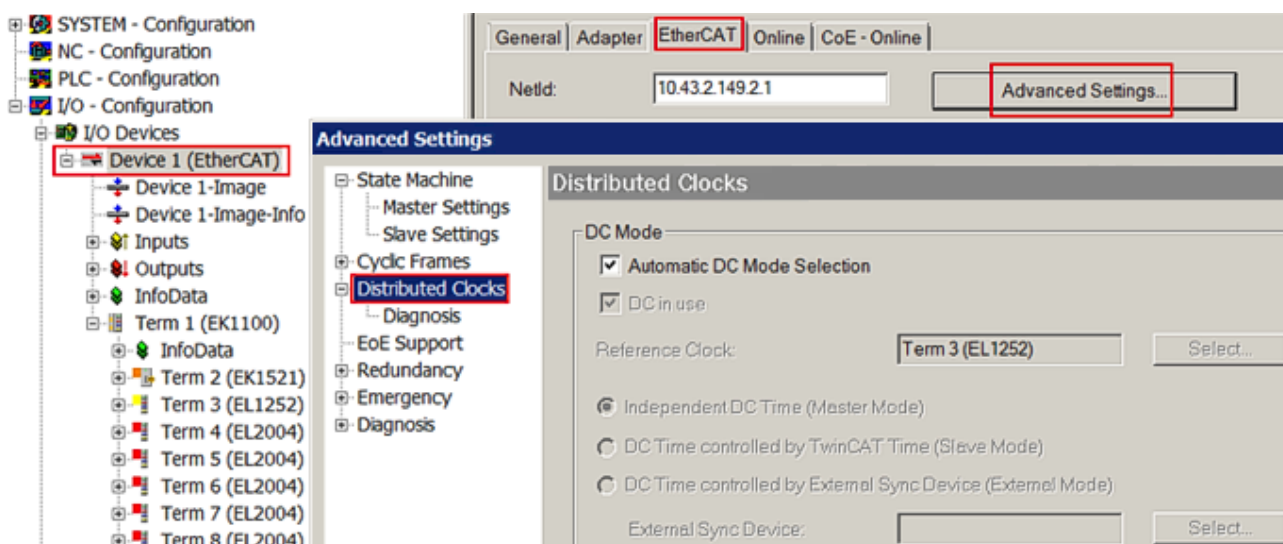 SYSTEM - Configuration
NC - Configuration
PLC - Configuration
I/O - Configuration
I/O Devices
Device 1 (EtherCAT)
Device 1-Image
Device 1-Image-Info
Inputs
Outputs
InfoData
Term 1 (EK1100)
InfoData
Term 2 (EK1521)
Term 3 (EL1252)
Term 4 (EL2004)
Term 5 (EL2004)
Term 6 (EL2004)
Term 7 (EL2004)
Term 8 (EL2004)
General Adapter EtherCAT Online CoE - Online
NetId: 10.43.2.149.2.1 Advanced Settings...
Advanced Settings
State Machine
Master Settings
Slave Settings
Cyclic Frames
Distributed Clocks
Diagnosis
EoE Support
Redundancy
Emergency
Diagnosis
Distributed Clocks
DC Mode
Automatic DC Mode Selection
DC in use
Reference Clock: Term 3 (EL1252) Select...
Independent DC Time (Master Mode)
DC Time controlled by TwinCAT Time (Slave Mode)
DC Time controlled by External Sync Device (External Mode)
External Sync Device: Select...